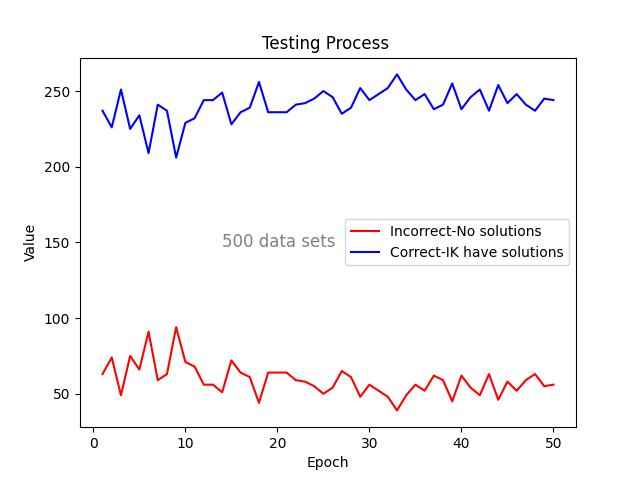 Testing Process
250
200
150
100
50
Value
500 data sets
Incorrect-No solutions
Correct-IK have solutions
0
10
20
30
40
50
Epoch